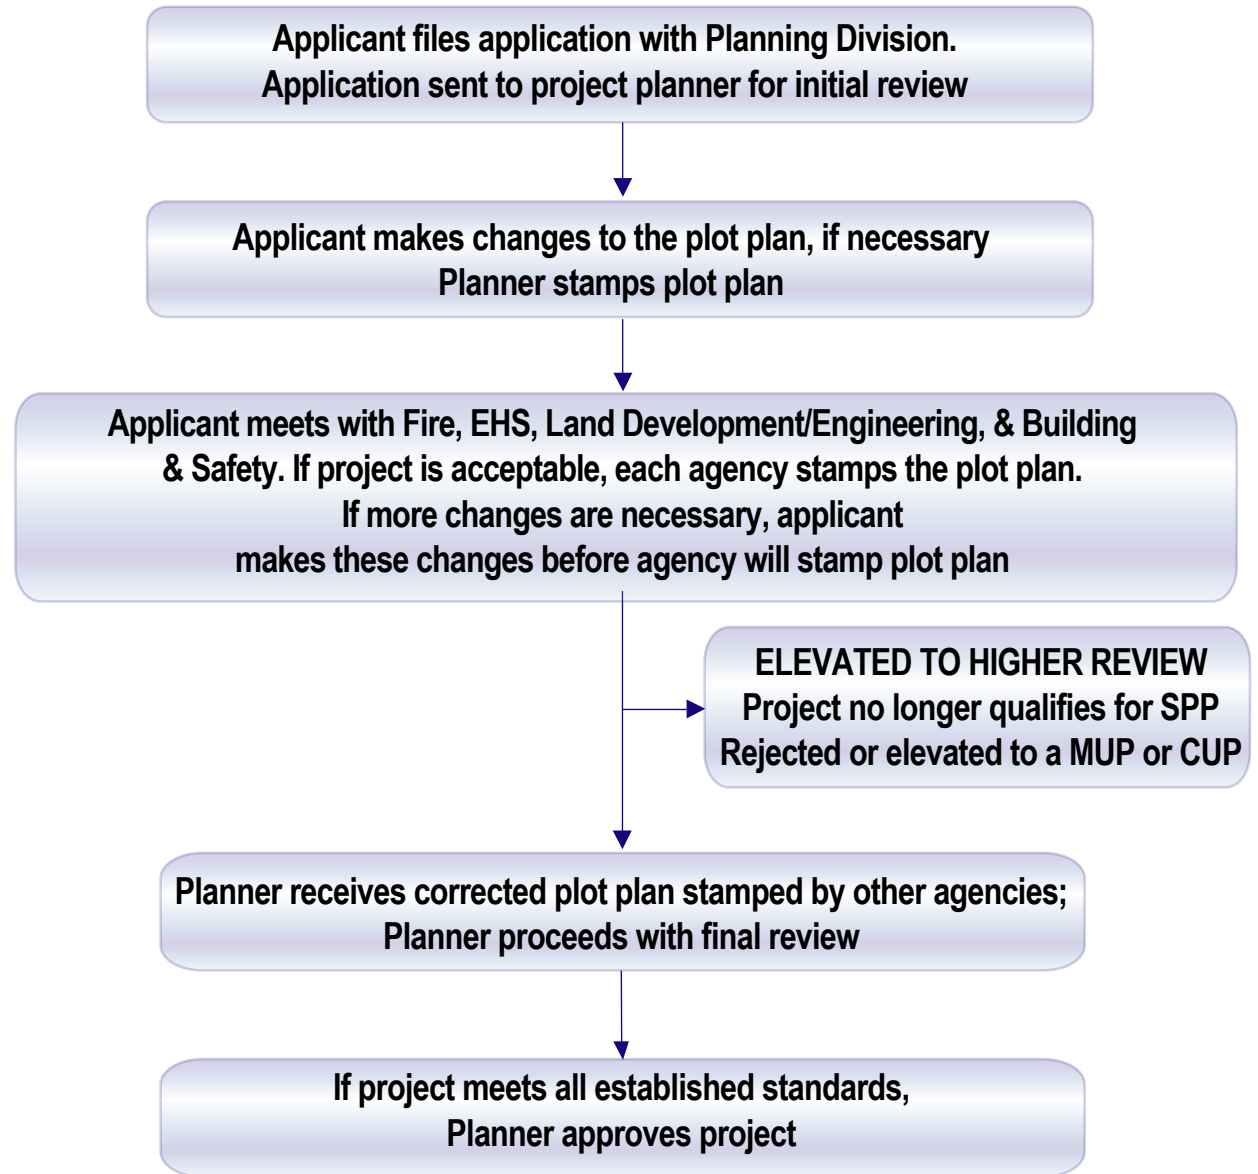 Applicant files application with Planning Division.
Application sent to project planner for initial review
Applicant makes changes to the plot plan, if necessary
Planner stamps plot plan
Applicant meets with Fire, EHS, Land Development/Engineering, & Building
& Safety. If project is acceptable, each agency stamps the plot plan.
If more changes are necessary, applicant
makes these changes before agency will stamp plot plan
ELEVATED TO HIGHER REVIEW
Project no longer qualifies for SPP
Rejected or elevated to a MUP or CUP
Planner receives corrected plot plan stamped by other agencies;
Planner proceeds with final review
If project meets all established standards,
Planner approves project